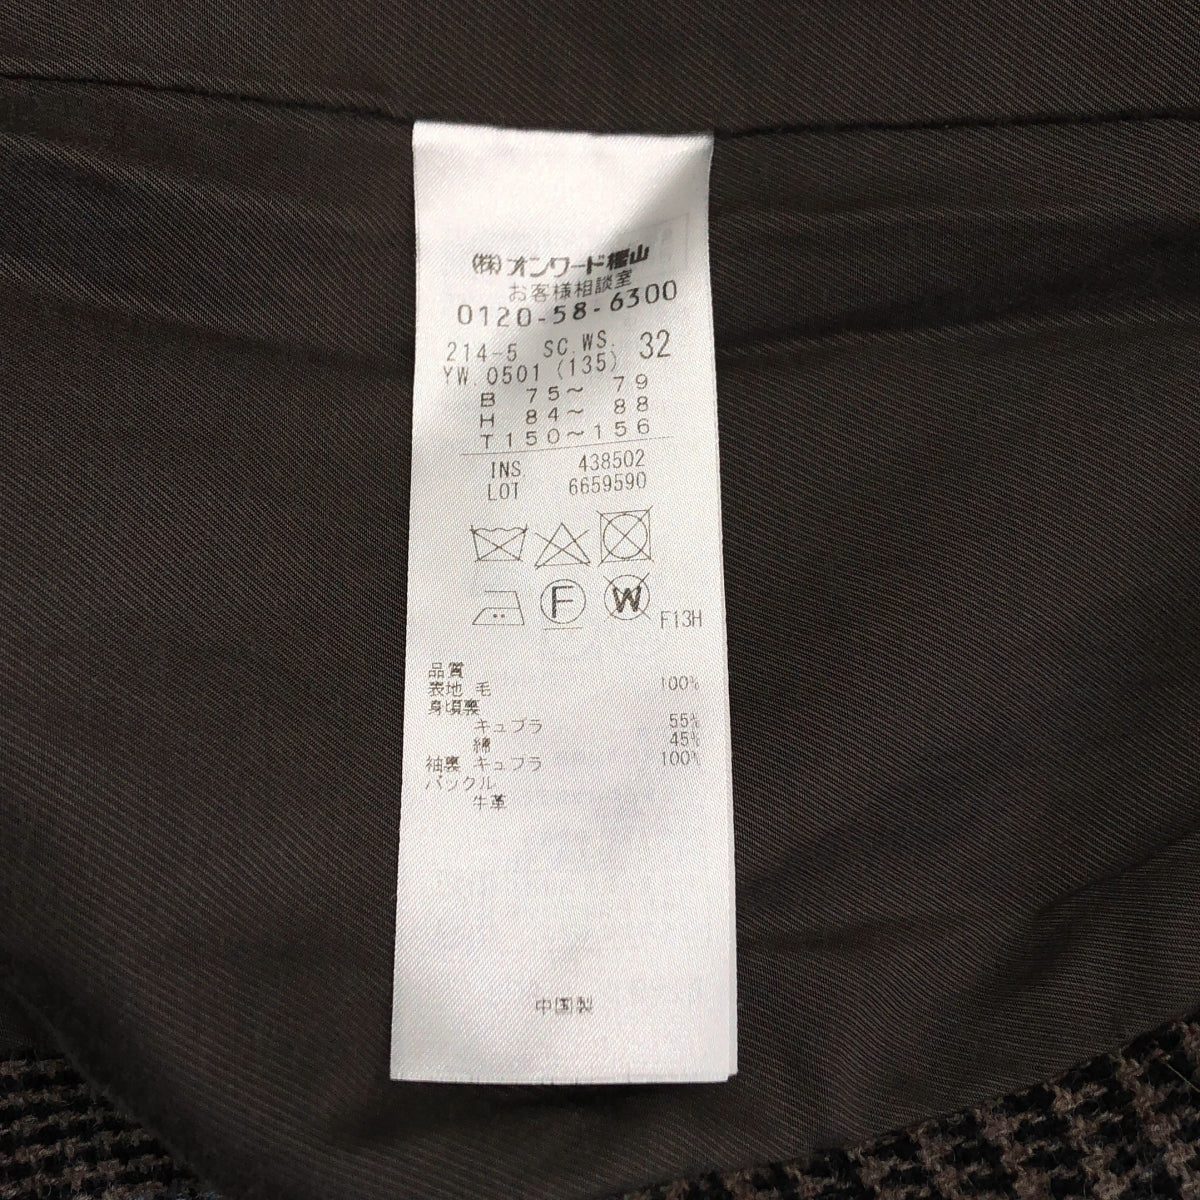 (株)オンワード樫山
お客様相談室
0120-58-6300
214-5 SC.WS. 32
YW 0501 (135)
B 75～ 79
H 84～ 88
T 150～156
INS. 438502
LOT 6659590
F W F13H
品質
表地 毛 100%
身頃裏
キュプラ 55%
綿 45%
袖裏 キュプラ 100%
バックル
牛革
中国製